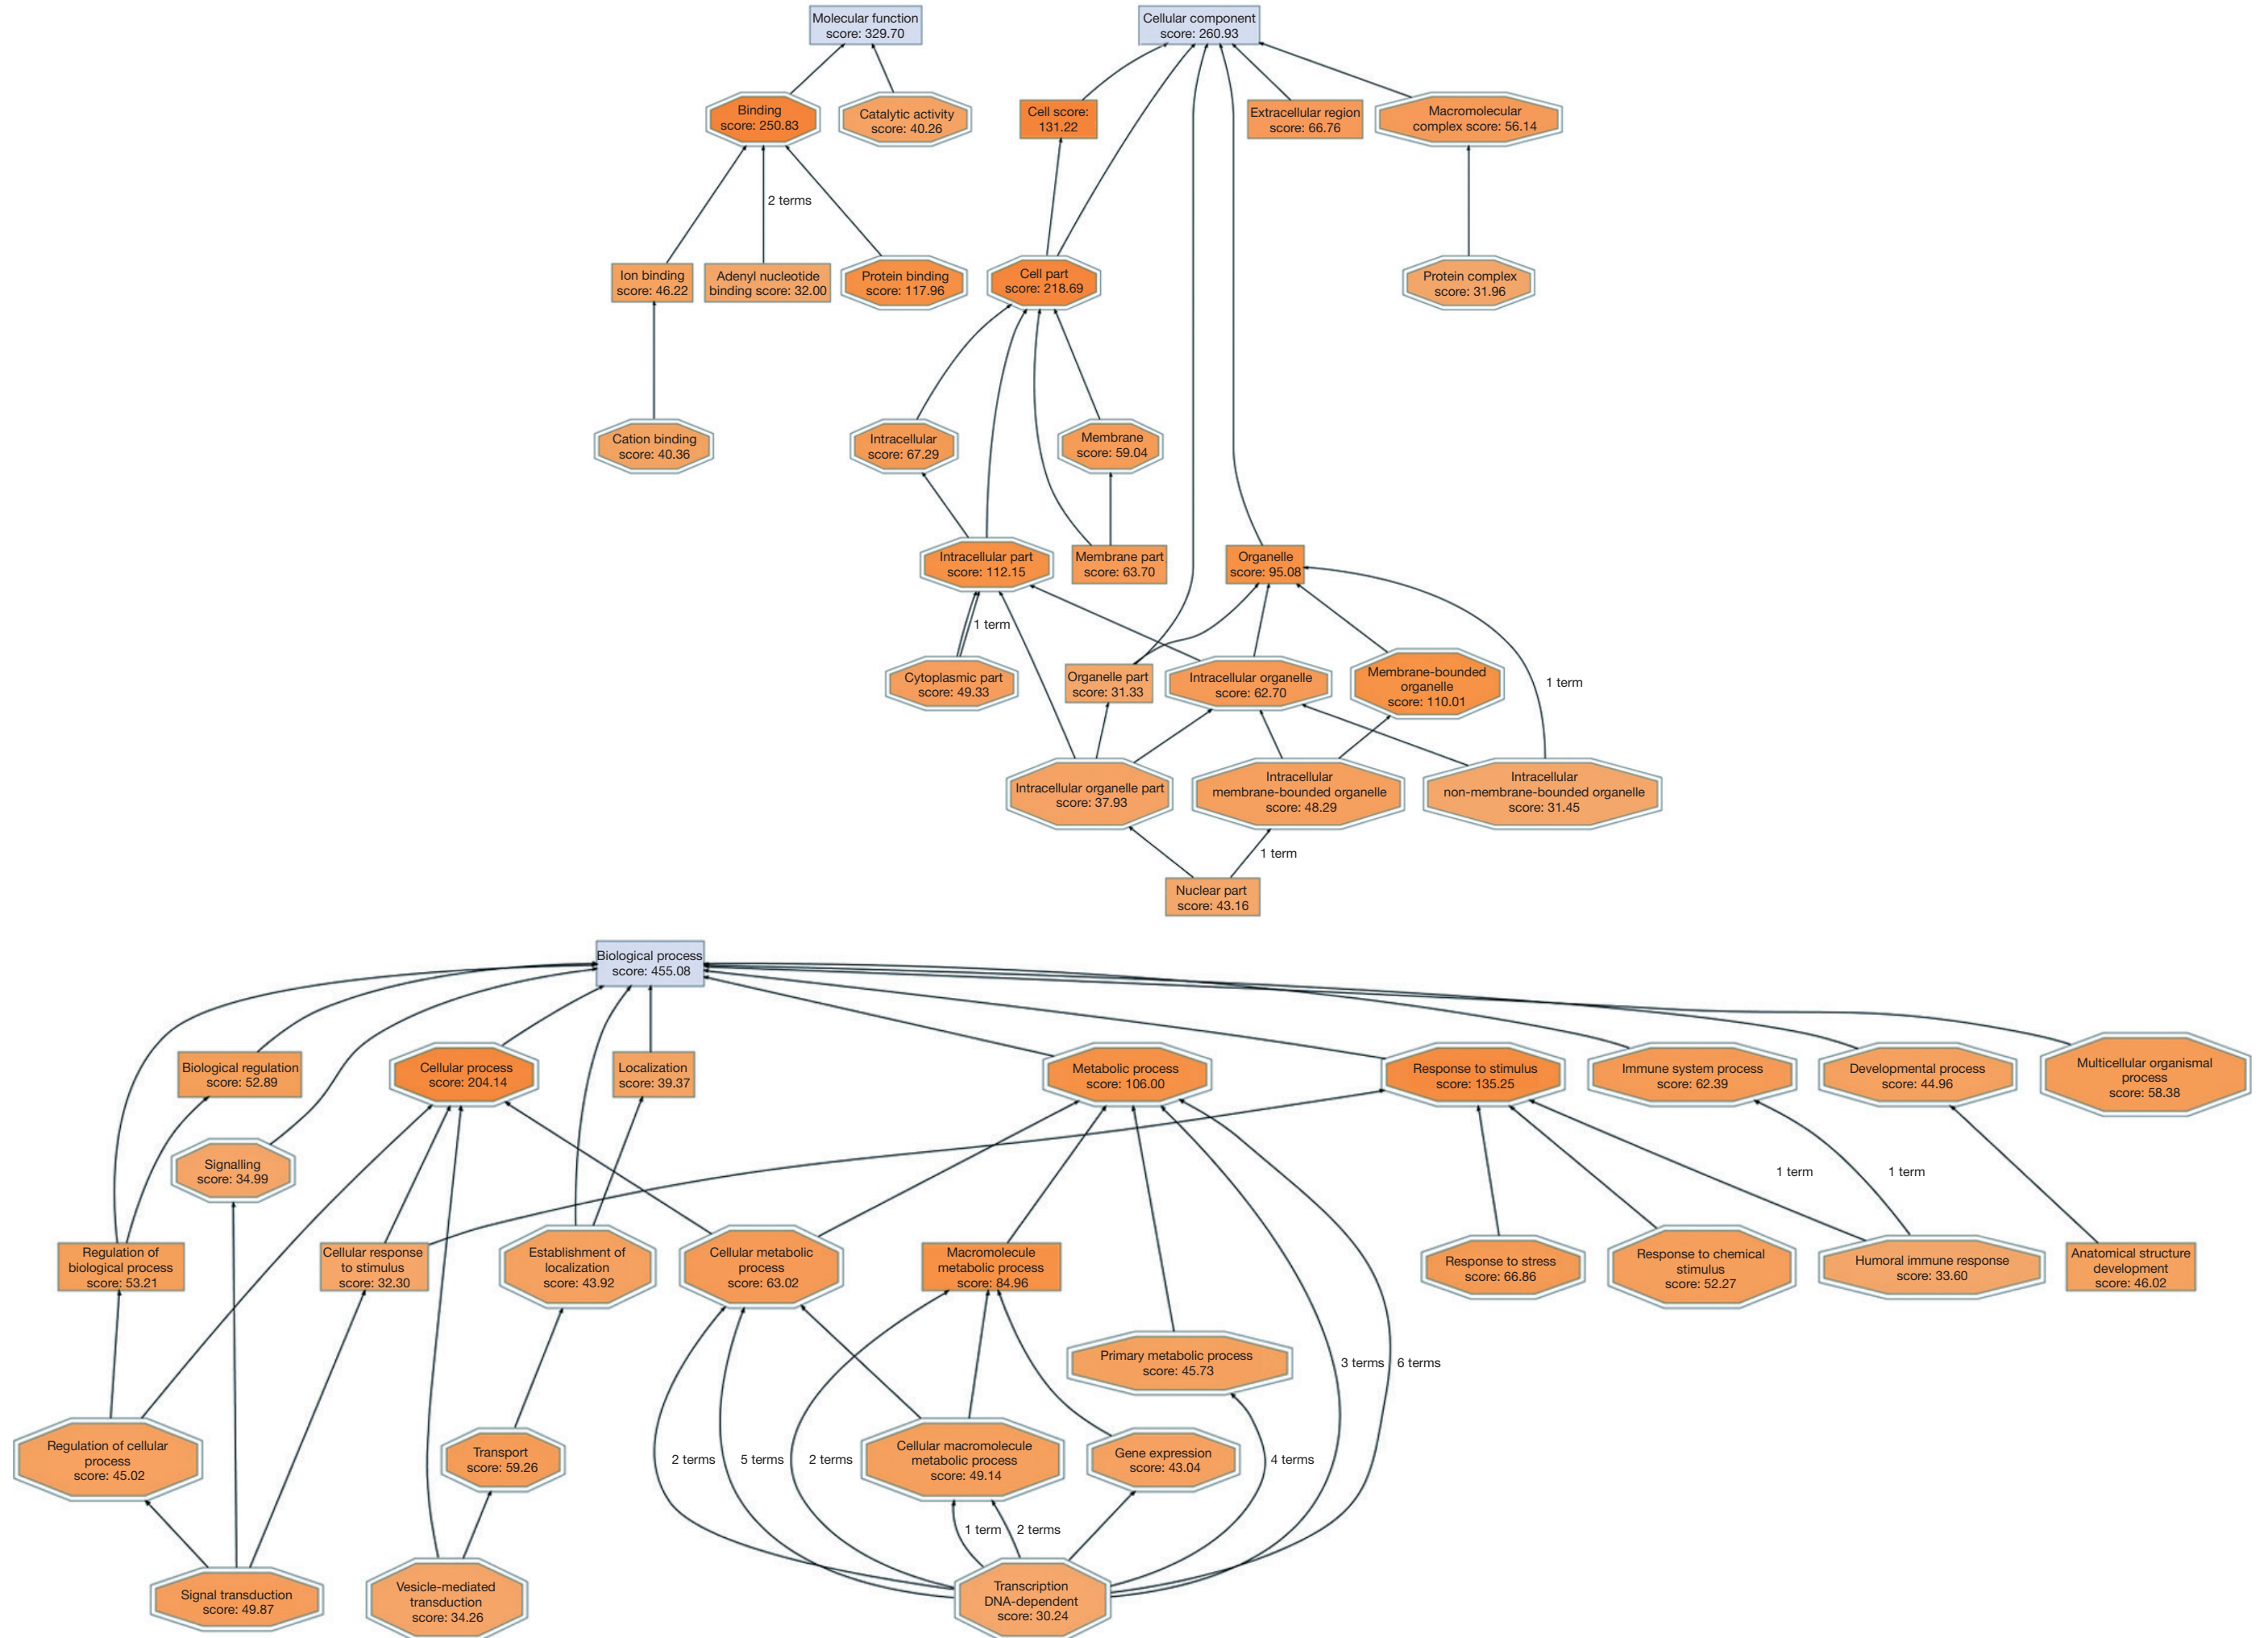 Molecular function
score: 329.70
Cellular component
score: 260.93
Binding
score: 250.83
Catalytic activity
score: 40.26
Cell score:
131.22
Extracellular region
score: 66.76
Macromolecular
complex score: 56.14
2 terms
Ion binding
score: 46.22
Adenyl nucleotide
binding score: 32.00
Protein binding
score: 117.96
Cell part
score: 218.69
Protein complex
score: 31.96
Cation binding
score: 40.36
Intracellular
score: 67.29
Membrane
score: 59.04
Intracellular part
score: 112.15
Membrane part
score: 63.70
Organelle
score: 95.08
1 term
Cytoplasmic part
score: 49.33
Organelle part
score: 31.33
Intracellular organelle
score: 62.70
Membrane-bounded
organelle
score: 110.01
1 term
Intracellular organelle part
score: 37.93
Intracellular
membrane-bounded organelle
score: 48.29
Intracellular
non-membrane-bounded organelle
score: 31.45
1 term
Nuclear part
score: 43.16
Biological process
score: 455.08
Biological regulation
score: 52.89
Cellular process
score: 204.14
Localization
score: 39.37
Metabolic process
score: 106.00
Response to stimulus
score: 135.25
Immune system process
score: 62.39
Developmental process
score: 44.96
Multicellular organismal
process
score: 58.38
Signalling
score: 34.99
1 term
1 term
Regulation of
biological process
score: 53.21
Cellular response
to stimulus
score: 32.30
Establishment of
localization
score: 43.92
Cellular metabolic
process
score: 63.02
Macromolecule
metabolic process
score: 84.96
Response to stress
score: 66.86
Response to chemical
stimulus
score: 52.27
Humoral immune response
score: 33.60
Anatomical structure
development
score: 46.02
Primary metabolic process
score: 45.73
3 terms
6 terms
Regulation of cellular
process
score: 45.02
Transport
score: 59.26
2 terms
5 terms
2 terms
Cellular macromolecule
metabolic process
score: 49.14
Gene expression
score: 43.04
4 terms
1 term
2 terms
Signal transduction
score: 49.87
Vesicle-mediated
transduction
score: 34.26
Transcription
DNA-dependent
score: 30.24